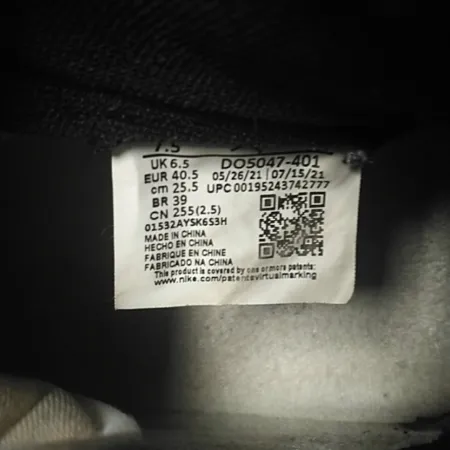 7.5
UK 6.5 DO5047-401
EUR 40.5 05/26/21 07/15/21
cm 25.5 UPC 00195243742777
BR 39
CN 255(2.5)
01532AYSK6S3H
MADE IN CHINA
HECHO EN CHINA
FABRIQUE EN CHINE
FABRICADO NA CHINA
This product is covered by one or more patents:
www.nike.com/patentsvirtualmarking